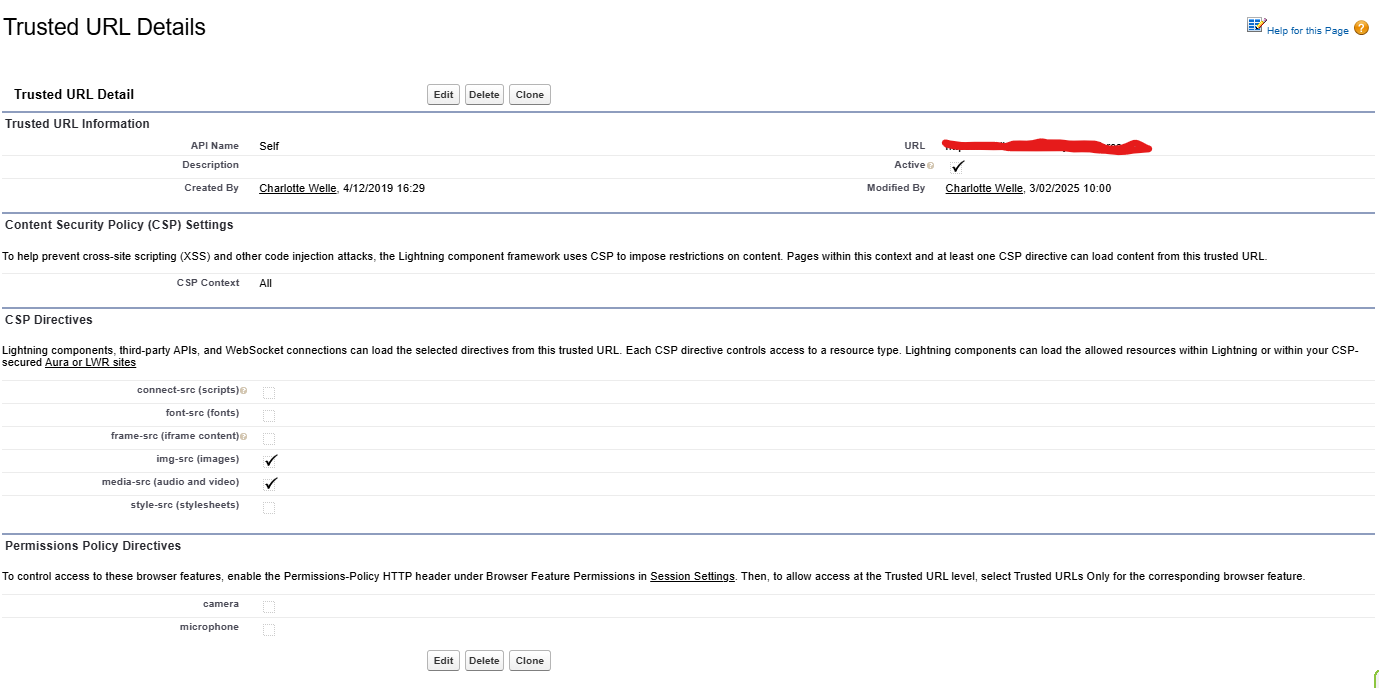 Trusted URL Details
Help for this Page
Trusted URL Detail
Edit Delete Clone
Trusted URL Information
API Name Self URL
Description Active
Created By Charlotte Welle, 4/12/2019 16:29 Modified By Charlotte Welle, 3/02/2025 10:00
Content Security Policy (CSP) Settings
To help prevent cross-site scripting (XSS) and other code injection attacks, the Lightning component framework uses CSP to impose restrictions on content. Pages within this context and at least one CSP directive can load content from this trusted URL.
CSP Context All
CSP Directives
Lightning components, third-party APIs, and WebSocket connections can load the selected directives from this trusted URL. Each CSP directive controls access to a resource type. Lightning components can load the allowed resources within Lightning or within your CSP-
secured Aura or LWR sites
connect-src (scripts)
font-src (fonts)
frame-src (iframe content)
img-src (images)
media-src (audio and video)
style-src (stylesheets)
Permissions Policy Directives
To control access to these browser features, enable the Permissions-Policy HTTP header under Browser Feature Permissions in Session Settings. Then, to allow access at the Trusted URL level, select Trusted URLs Only for the corresponding browser feature.
camera
microphone
Edit Delete Clone